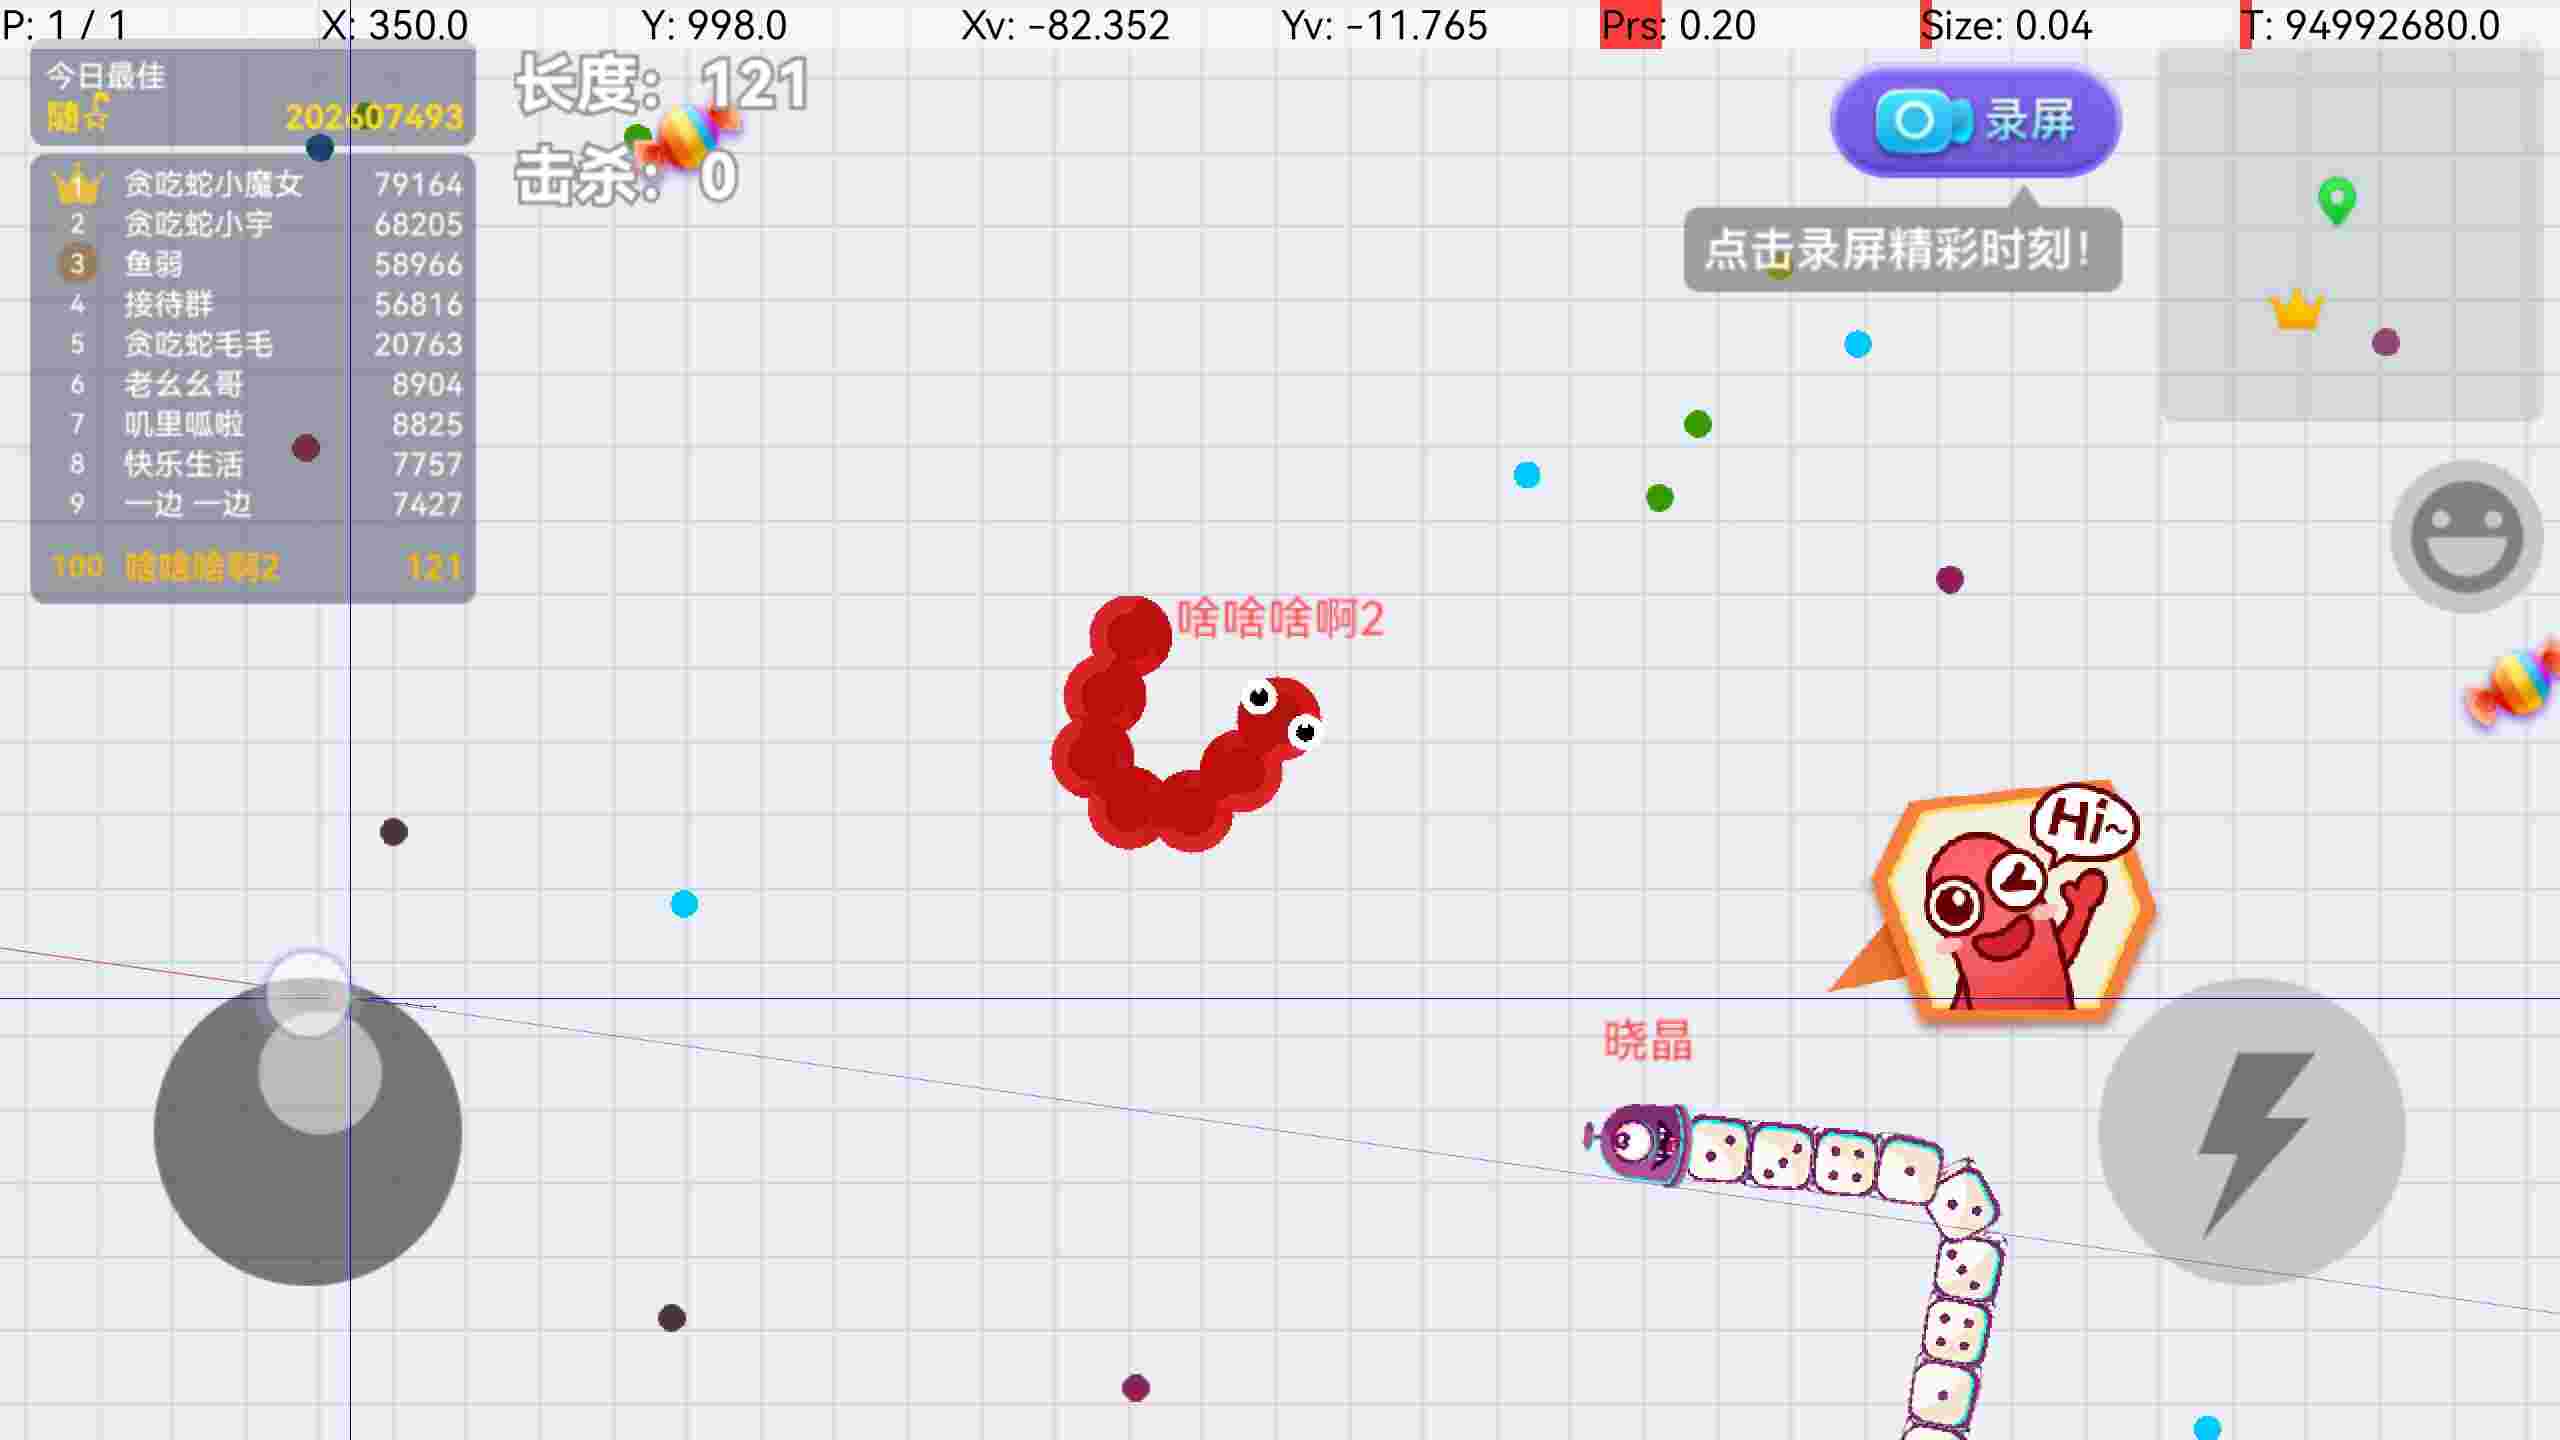 P: 1 / 1 X: 350.0 Y: 998.0 Xv: -82.352 Yv: -11.765 Prs: 0.20 Size: 0.04 T: 94992680.0
今日最佳
随 202607493
1 贪吃蛇小魔女 79164
2 贪吃蛇小宇 68205
3 鱼弱 58966
4 接待群 56816
5 贪吃蛇毛毛 20763
6 老幺幺哥 8904
7 叽里呱啦 8825
8 快乐生活 7757
9 一边 一边 7427
100 啥啥啥啊2 121
长度: 121
击杀: 0
录屏
点击录屏精彩时刻!
啥啥啥啊2
Hi~
晓晶